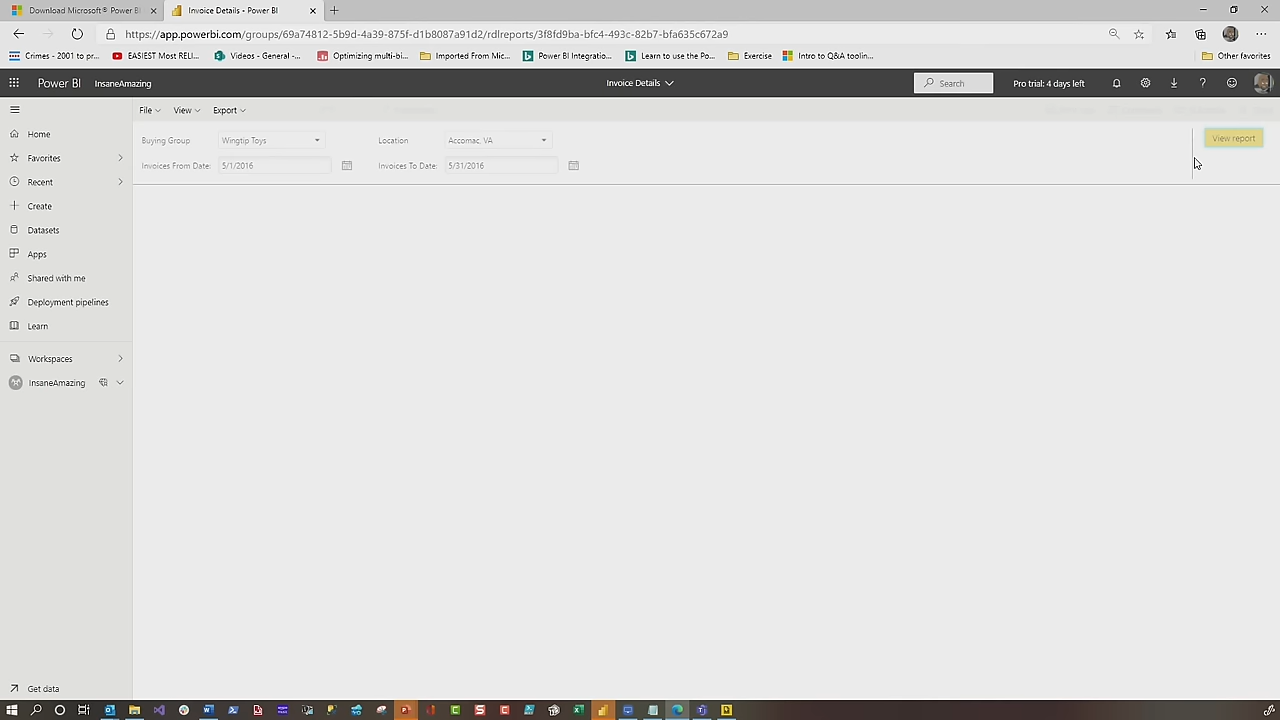 Download Microsoft® Power BI
Invoice Details • Power BI
https://app.powerbi.com/groups/69a74812-5b9d-4a39-875f-d1b8087a91d2/rdlreports/3f8fd9ba-bfc4-493c-82b7-bfa635c672a9
Crimes - 2001 to pr...
EASIEST Most RELI...
Videos - General -...
Optimizing multi-bi...
Imported From Mic...
Power BI Integratio...
Learn to use the Po...
Exercise
Intro to Q&A toolin...
Other favorites
Power BI
InsaneAmazing
Invoice Details
Search
Pro trial: 4 days left
File
View
Export
Buying Group
Wingtip Toys
Location
Accomac, VA
View report
Invoices From Date:
5/1/2016
Invoices To Date:
5/31/2016
Home
Favorites
Recent
Create
Datasets
Apps
Shared with me
Deployment pipelines
Learn
Workspaces
InsaneAmazing
Get data